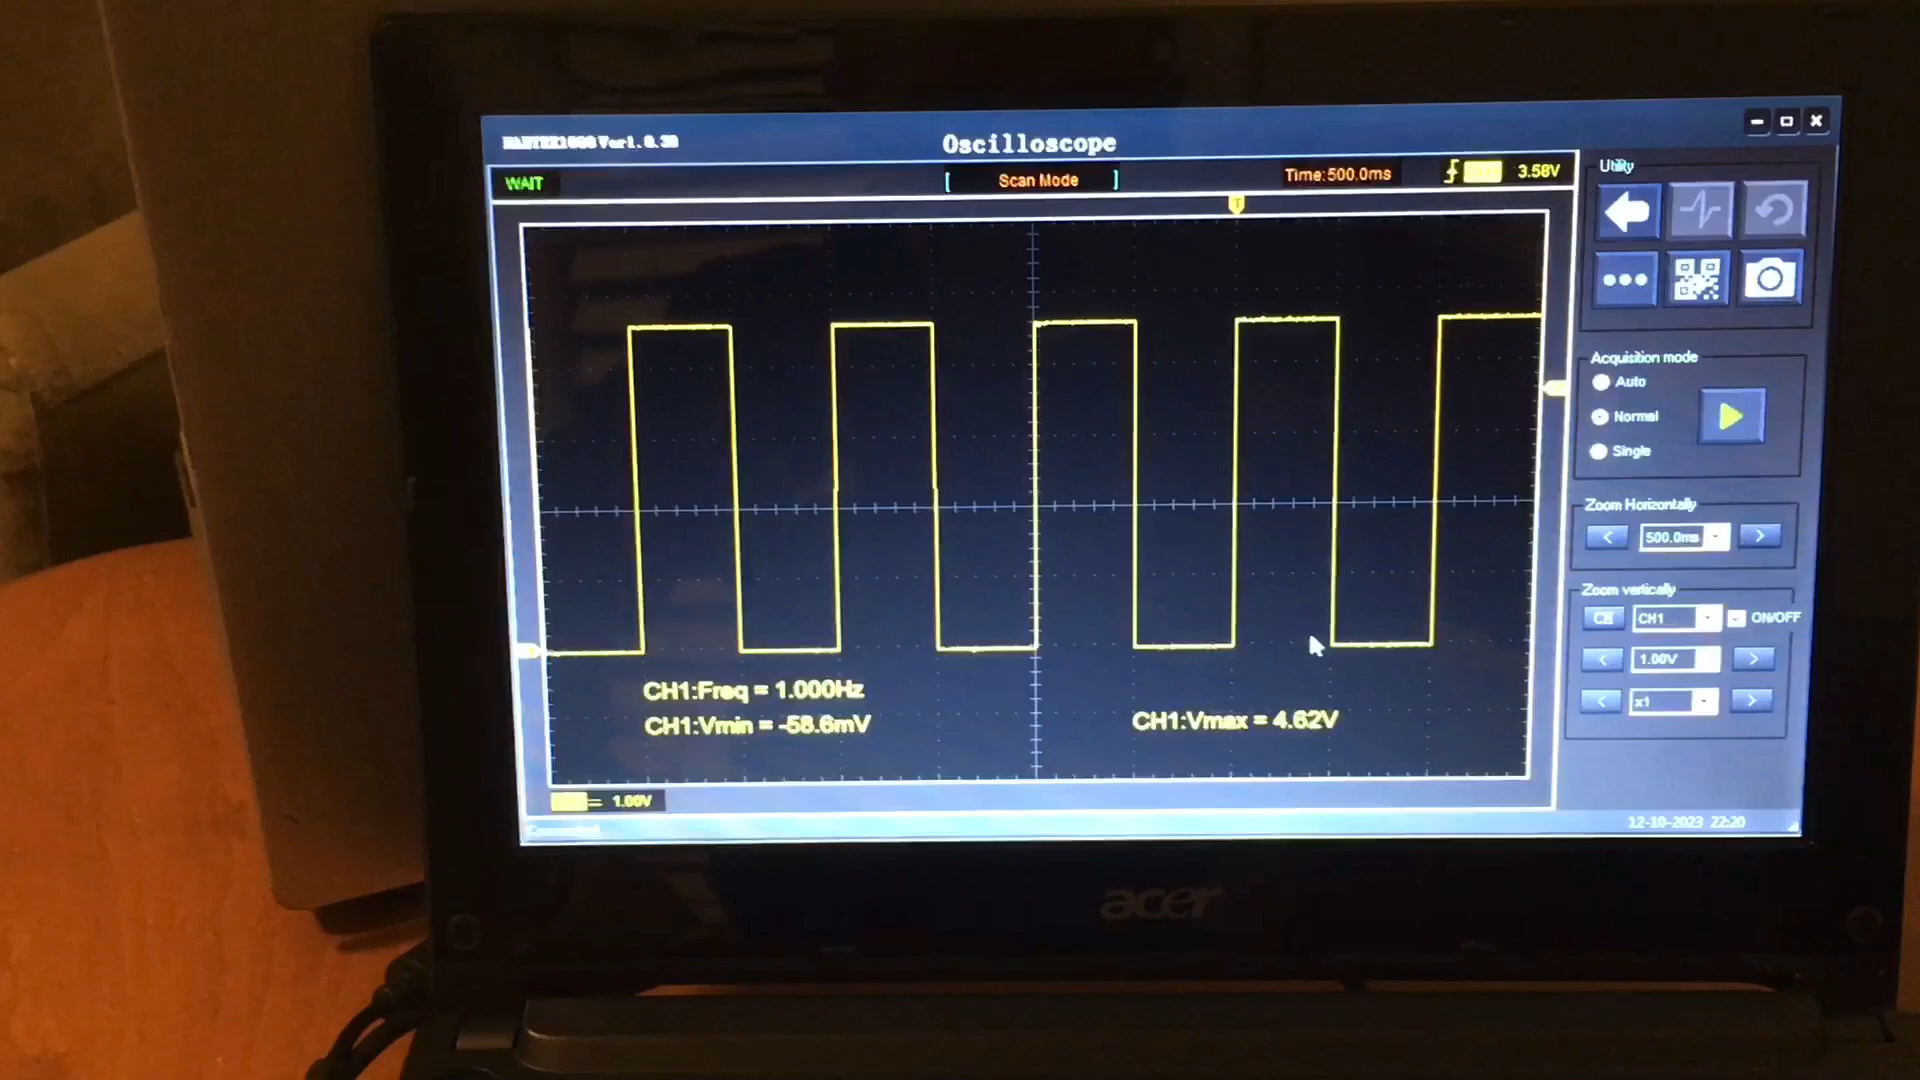 Oscilloscope
WAIT
[ Scan Mode ]
Time:500.0ms
3.58V
T
Utility
Acquisition mode
Auto
Normal
Single
Zoom Horizontally
< 500.0ms >
Zoom vertically
CH CH1 ON/OFF
< 1.00V >
< x1 >
CH1:Freq = 1.000Hz
CH1:Vmin = -58.6mV
CH1:Vmax = 4.62V
1.00V
12-10-2023 22:20
acer